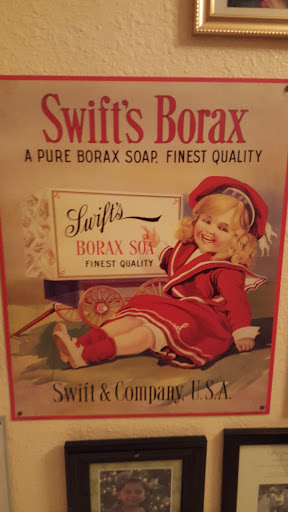 Swift's Borax
A PURE BORAX SOAP, FINEST QUALITY
Swift's
BORAX SOA
FINEST QUALITY
Swift & Company, U.S.A.